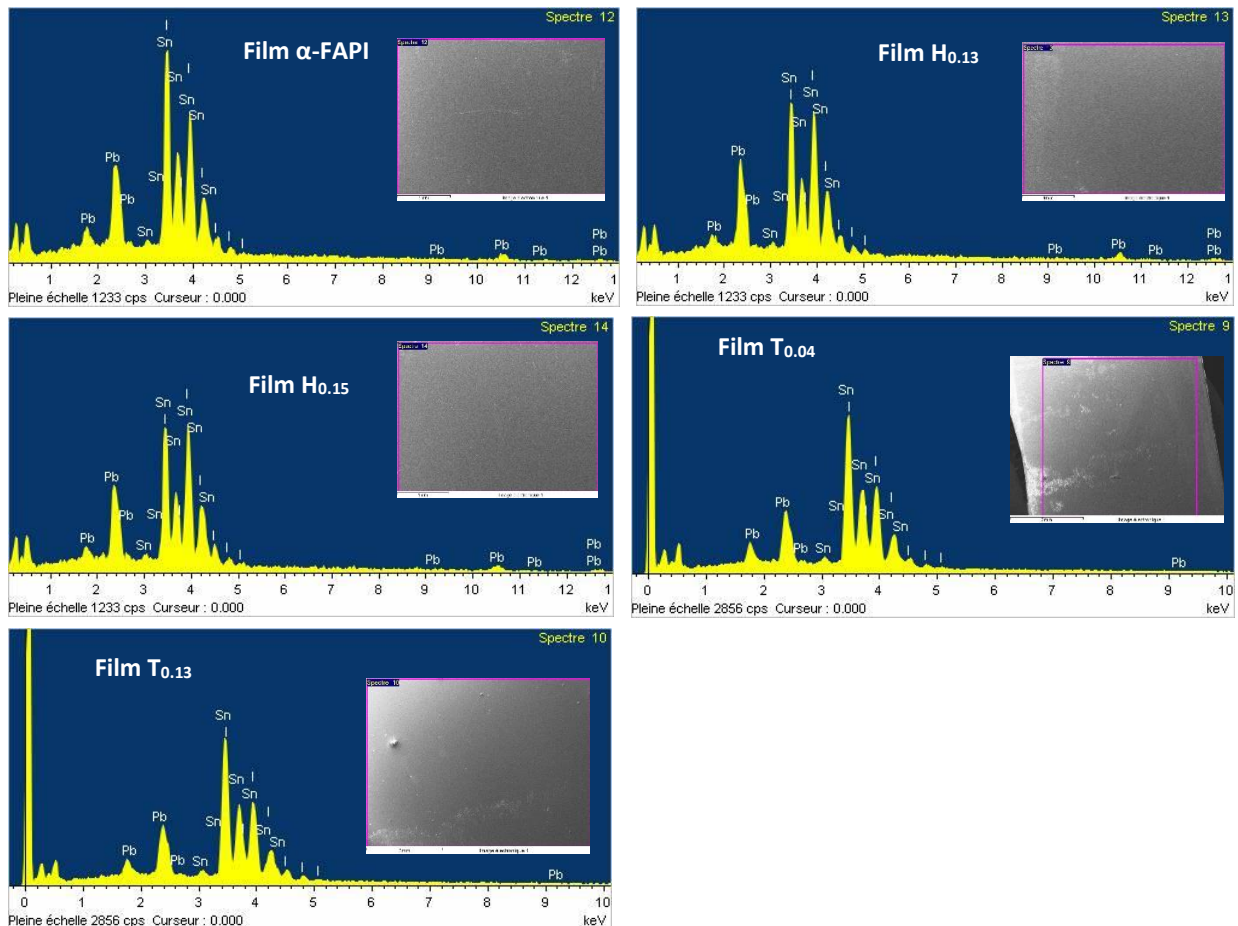 Spectre 12
Film α-FAPI
Spectre 12
I
Sn
Sn I
Sn
Sn
Pb
I
Sn
Sn
Pb
Sn
Pb
I I I
Pb Pb Pb
Pb
Pb
1 2 3 4 5 6 7 8 9 10 11 12 1
Pleine échelle 1233 cps Curseur : 0.000
keV
Spectre 13
Film H0.13
I
Sn
Sn
I
Sn Sn
Pb
I
Pb Sn Sn
Pb Sn
I I I
Pb Pb Pb
Pb
Pb
1 2 3 4 5 6 7 8 9 10 11 12 1
Pleine échelle 1233 cps Curseur : 0.000
keV
Spectre 14
Film H0.15
Spectre 14
I
Sn Sn
I
Sn Sn
Pb
I
Pb Sn Sn
Pb Sn
I I I
Pb Pb Pb
Pb
Pb
1 2 3 4 5 6 7 8 9 10 11 12 1
Pleine échelle 1233 cps Curseur : 0.000
keV
Spectre 9
Film T0.04
Sn
I
Sn I
Sn
I
Sn Sn
Pb
Pb
Pb Sn
I I I
Pb
0 1 2 3 4 5 6 7 8 9 10
Pleine échelle 2856 cps Curseur : 0.000
keV
Spectre 10
Film T0.13
Spectre 10
Sn
I
Sn I
Sn
I
Sn Sn
Pb
Sn
Pb
Pb Sn
I I I
Pb
0 1 2 3 4 5 6 7 8 9 10
Pleine échelle 2856 cps Curseur : 0.000
keV